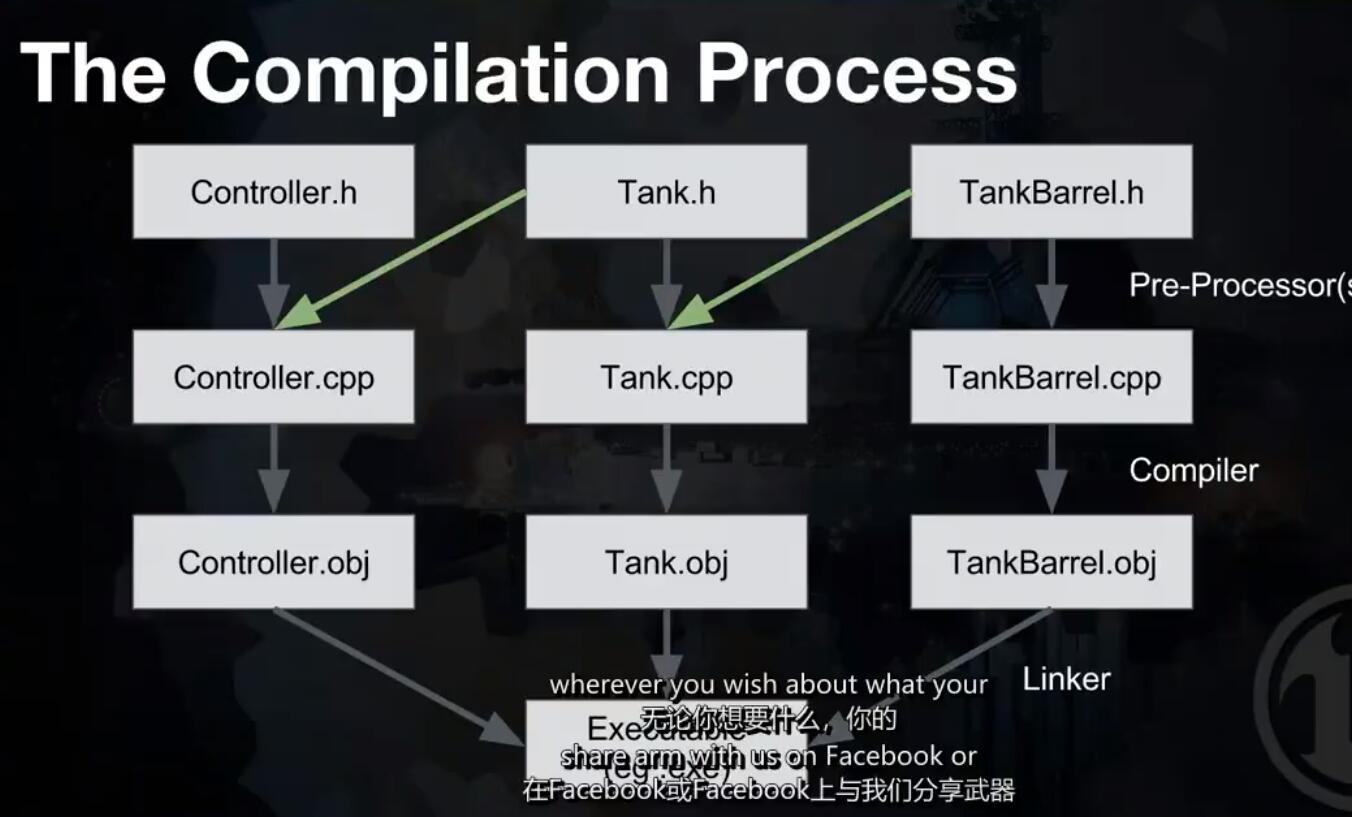 The Compilation Process
Controller.h
Tank.h
TankBarrel.h
Pre-Processor(s
Controller.cpp
Tank.cpp
TankBarrel.cpp
Compiler
Controller.obj
Tank.obj
TankBarrel.obj
Linker
Executable
(eg .exe)
wherever you wish about what your
无论你想要什么，你的
share arm with us on Facebook or
在Facebook或Facebook上与我们分享武器